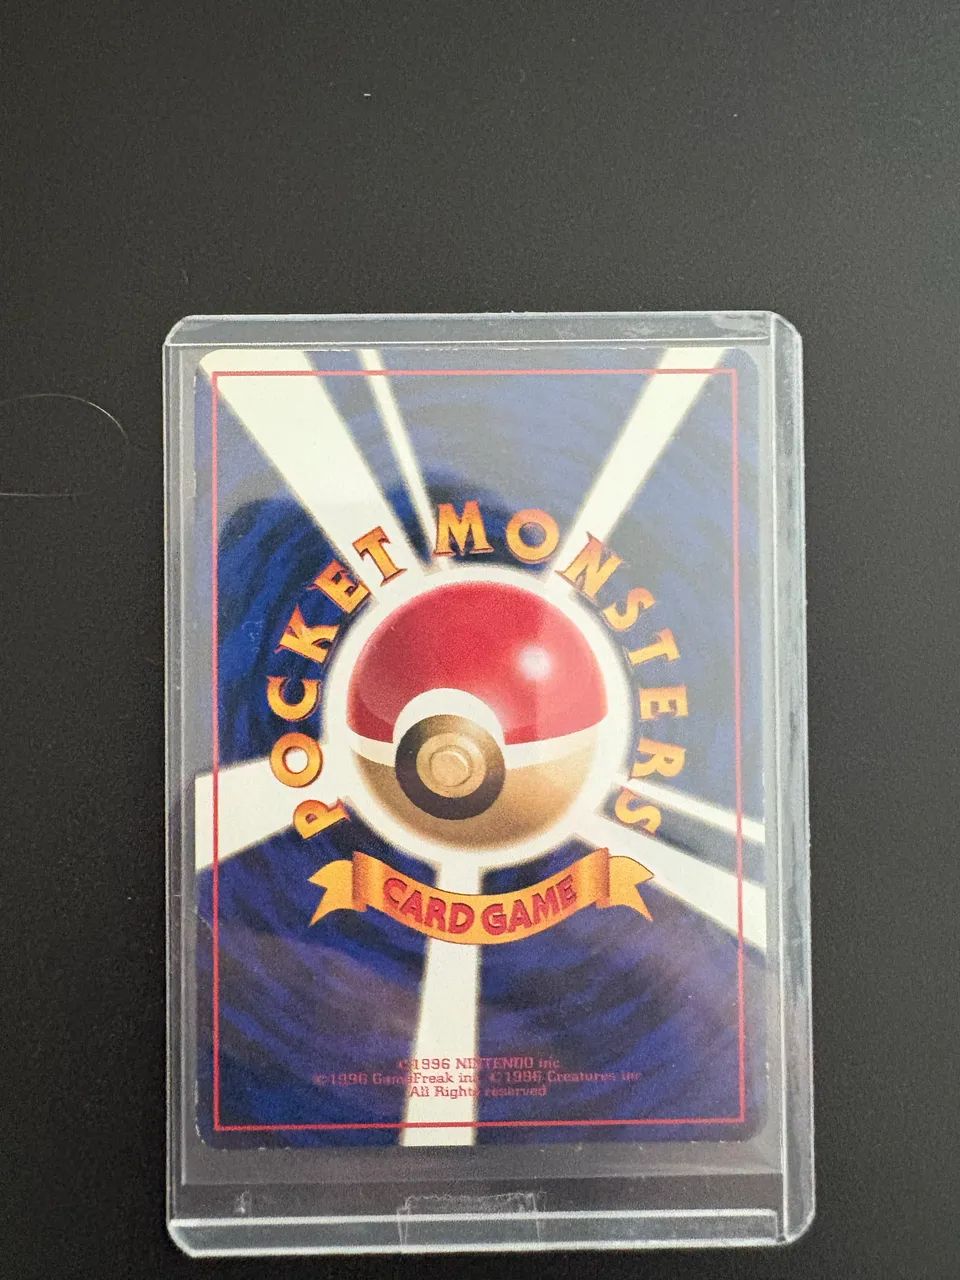 POCKET MONSTERS
CARD GAME
©1996 NINTENDO inc
©1996 GameFreak inc ©1996 Creatures inc
All Rights reserved